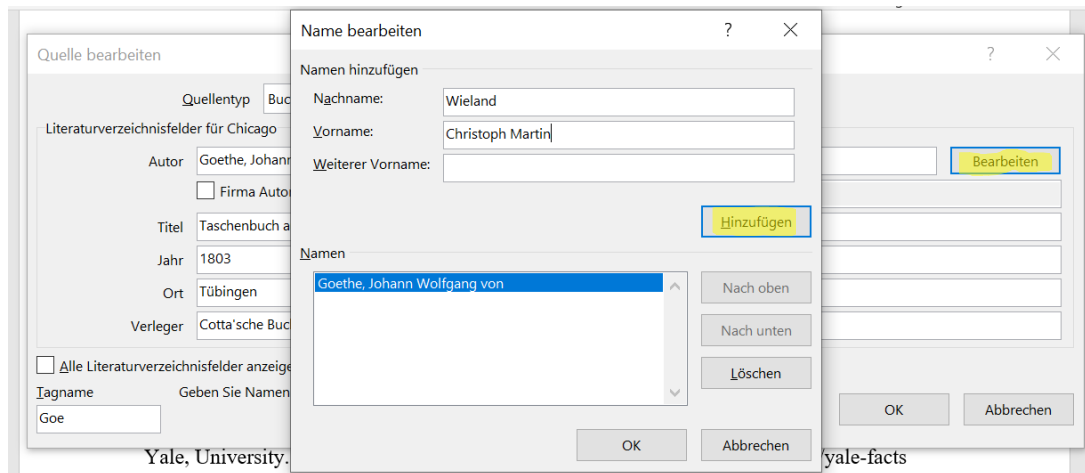 Name bearbeiten ?
Quelle bearbeiten ?
Namen hinzufügen
Nachname: Wieland
Vorname: Christoph Martin
Weiterer Vorname:
Hinzufügen
Namen
Goethe, Johann Wolfgang von
Nach oben
Nach unten
Löschen
OK Abbrechen
Quellentyp Buc
Literaturverzeichnisfelder für Chicago
Autor Goethe, Johann Bearbeiten
Firma Autor
Titel Taschenbuch a
Jahr 1803
Ort Tübingen
Verleger Cotta'sche Buc
Alle Literaturverzeichnisfelder anzeige
Tagname Geben Sie Namen
Goe
OK Abbrechen
Yale, University. /yale-facts